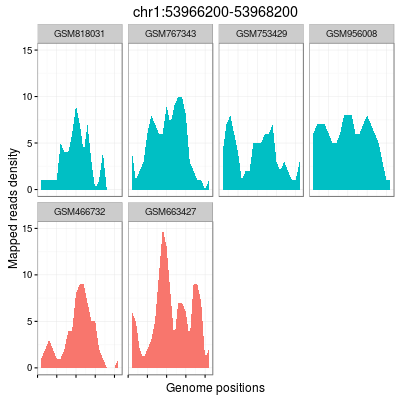 chr1:53966200-53968200
GSM818031 GSM767343 GSM753429 GSM956008
15
10
5
0
GSM466732 GSM663427
15
10
5
0
Mapped reads density
Genome positions